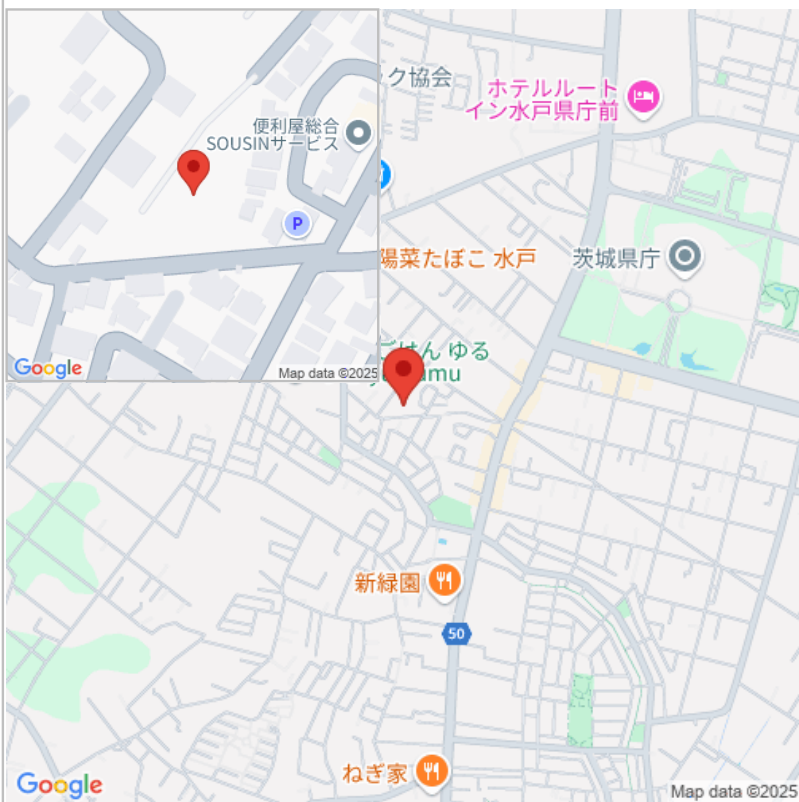 便利屋総合
SOUSINサービス
P
Google
Map data ©2025
ク協会
ホテルルート
イン水戸県庁前
陽菜たばこ 水戸
茨城県庁
ごはん ゆる
amu
新緑園
50
ねぎ家
Google
Map data ©2025